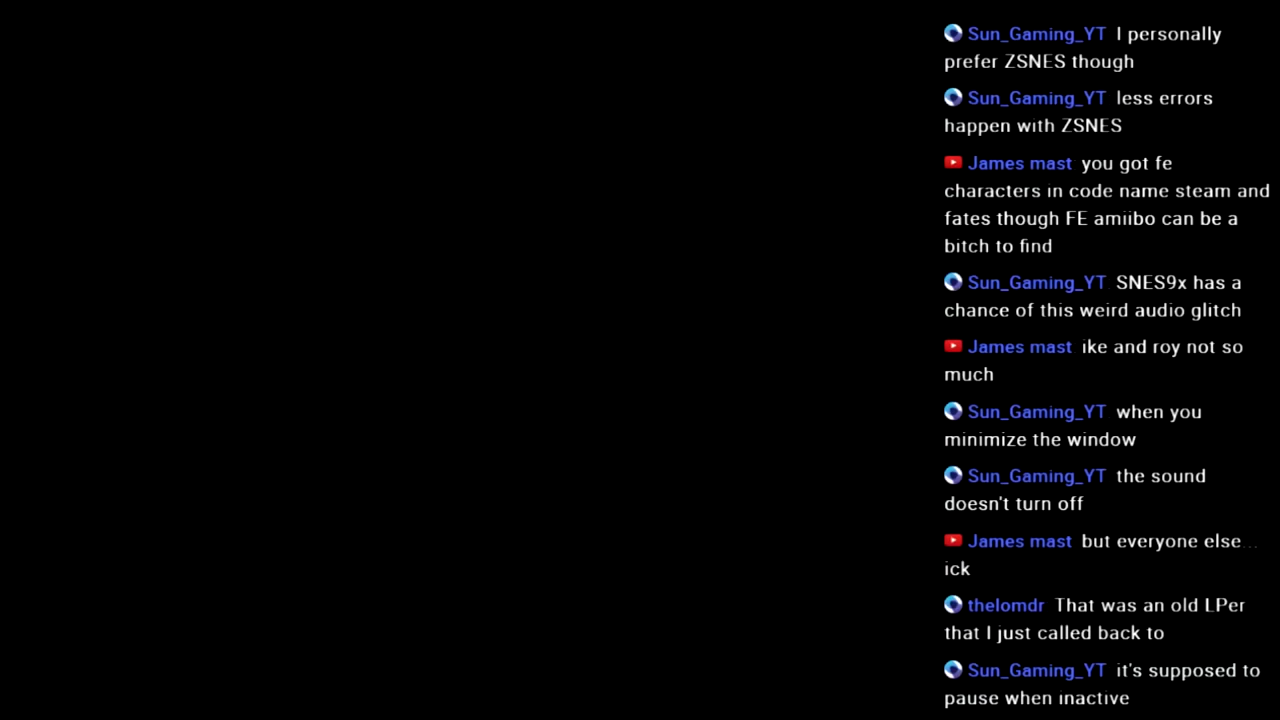 Sun_Gaming_YT I personally
prefer ZSNES though
Sun_Gaming_YT less errors
happen with ZSNES
James mast you got fe
characters in code name steam and
fates though FE amiibo can be a
bitch to find
Sun_Gaming_YT SNES9x has a
chance of this weird audio glitch
James mast ike and roy not so
much
Sun_Gaming_YT when you
minimize the window
Sun_Gaming_YT the sound
doesn't turn off
James mast but everyone else...
ick
thelomdr That was an old LPer
that I just called back to
Sun_Gaming_YT it's supposed to
pause when inactive